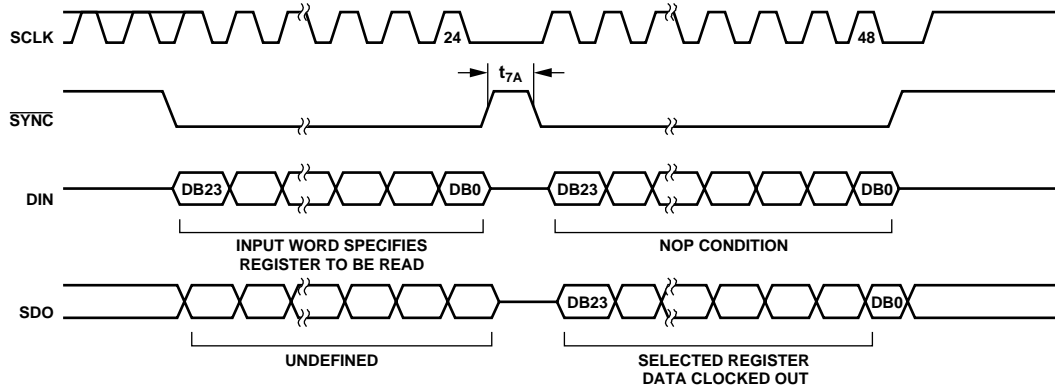 SCLK
24
48
t7A
SYNC
DIN
DB23
DB0
DB23
DB0
INPUT WORD SPECIFIES
REGISTER TO BE READ
NOP CONDITION
SDO
DB23
DB0
UNDEFINED
SELECTED REGISTER
DATA CLOCKED OUT